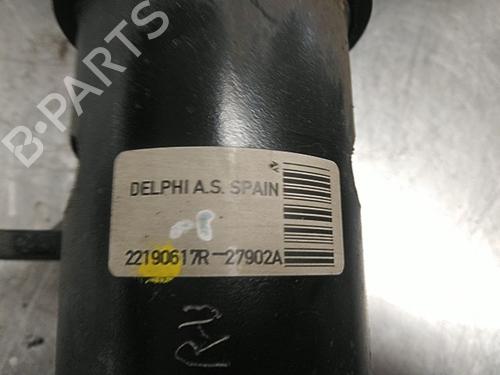 B-PARTS
DELPHI A.S. SPAIN
22190617R-27902A
R-U